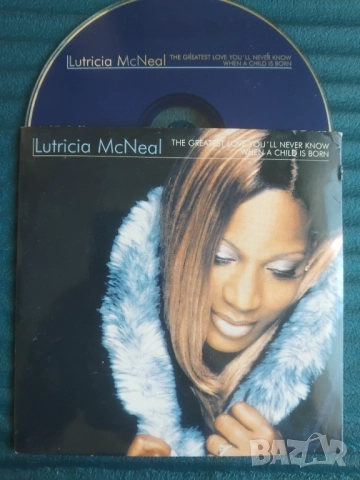 Lutricia McNeal
THE GREATEST LOVE YOU'LL NEVER KNOW
WHEN A CHILD IS BORN
Lutricia McNeal
THE GREATEST LOVE YOU'LL NEVER KNOW
WHEN A CHILD IS BORN
BAZAR